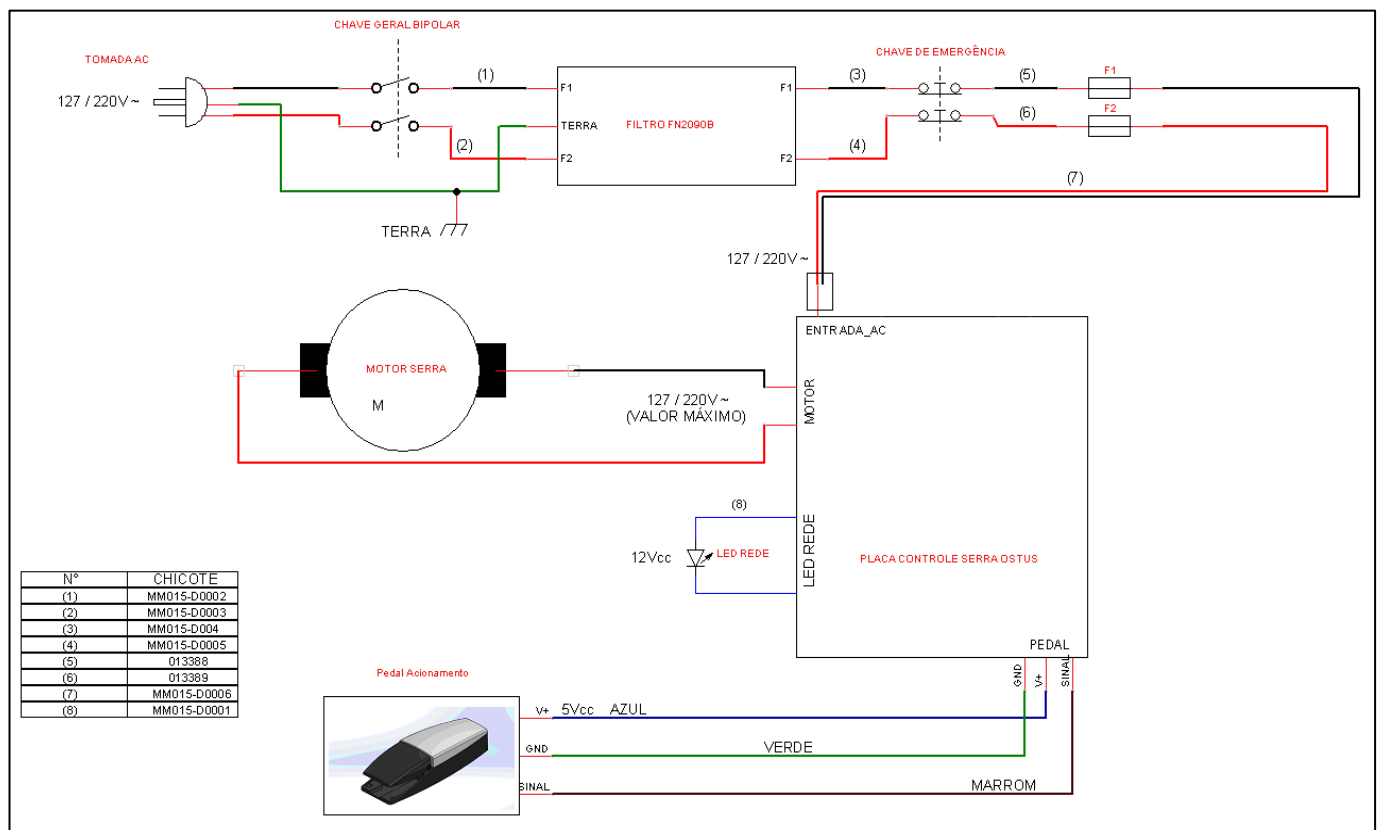 CHAVE GERAL BIPOLAR
TOMADA AC
127 / 220V~
(1)
(2)
F1
TERRA
F2
FILTRO FN2090B
F1
F2
TERRA
CHAVE DE EMERGÊNCIA
(3)
(4)
(5)
(6)
F1
F2
(7)
127 / 220V~
ENTRADA_AC
MOTOR SERRA
M
127 / 220V~
(VALOR MÁXIMO)
MOTOR
(8)
12Vcc
LED REDE
LED REDE
PLACA CONTROLE SERRA OSTUS
PEDAL
GND
V+
SINAL
N° CHICOTE
(1) MM015-D0002
(2) MM015-D0003
(3) MM015-D004
(4) MM015-D0005
(5) 013388
(6) 013389
(7) MM015-D0006
(8) MM015-D0001
Pedal Acionamento
V+ 5Vcc AZUL
GND VERDE
SINAL MARROM